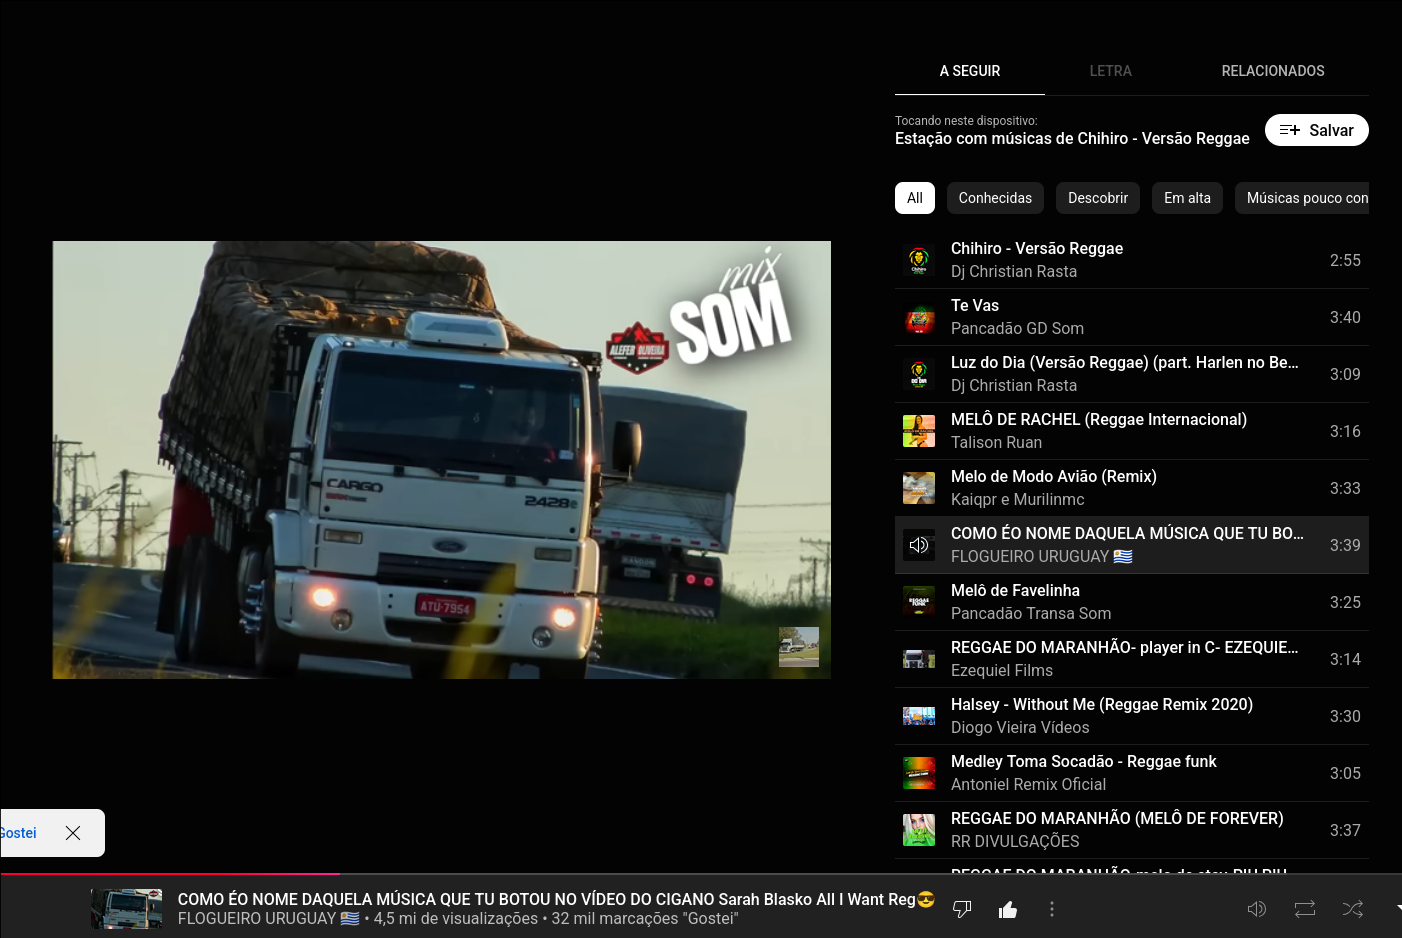 A SEGUIR
LETRA
RELACIONADOS
Tocando neste dispositivo:
Estação com músicas de Chihiro - Versão Reggae
Salvar
All
Conhecidas
Descobrir
Em alta
Músicas pouco con
Chihiro - Versão Reggae
Dj Christian Rasta
2:55
Te Vas
Pancadão GD Som
3:40
Luz do Dia (Versão Reggae) (part. Harlen no Be...
Dj Christian Rasta
3:09
MELÔ DE RACHEL (Reggae Internacional)
Talison Ruan
3:16
Melo de Modo Avião (Remix)
Kaiqpr e Murilinmc
3:33
COMO ÉO NOME DAQUELA MÚSICA QUE TU BO...
FLOGUEIRO URUGUAY 🇺🇾
3:39
Melô de Favelinha
Pancadão Transa Som
3:25
REGGAE DO MARANHÃO- player in C- EZEQUIE...
Ezequiel Films
3:14
Halsey - Without Me (Reggae Remix 2020)
Diogo Vieira Vídeos
3:30
Medley Toma Socadão - Reggae funk
Antoniel Remix Oficial
3:05
REGGAE DO MARANHÃO (MELÔ DE FOREVER)
RR DIVULGAÇÕES
3:37
mix
SOM
ALEFER OLIVEIRA
CARGO
2428e
ATU-7954
Gostei
COMO ÉO NOME DAQUELA MÚSICA QUE TU BOTOU NO VÍDEO DO CIGANO Sarah Blasko All I Want Reg😎
FLOGUEIRO URUGUAY 🇺🇾 • 4,5 mi de visualizações • 32 mil marcações "Gostei"